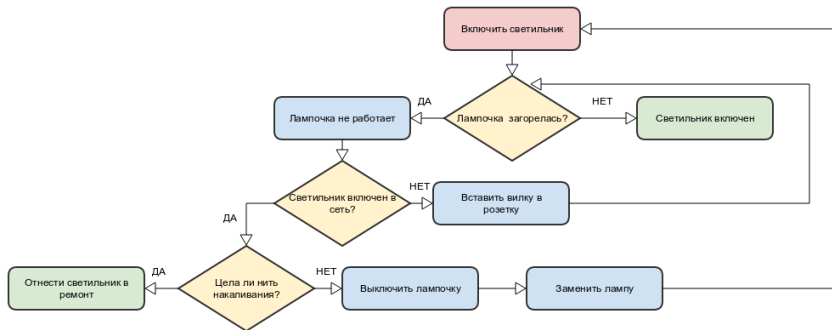 Включить светильник
ДА
НЕТ
Лампочка не работает
Лампочка загорелась?
Светильник включен
Светильник включен в
сеть?
НЕТ
Вставить вилку в
розетку
ДА
Отнести светильник в
ремонт
ДА
Цела ли нить
накаливания?
НЕТ
Выключить лампочку
Заменить лампу